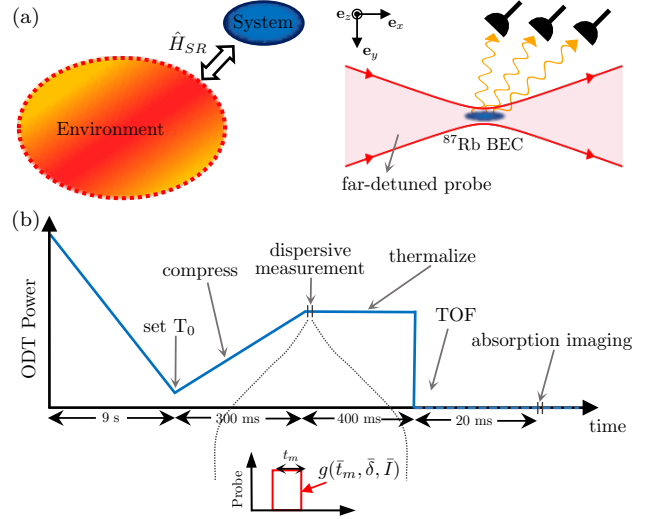 (a)
System
Ĥ_SR
Environment
e_z
e_x
e_y
⁸⁷Rb BEC
far-detuned probe
(b)
ODT Power
dispersive
measurement
thermalize
compress
set T₀
TOF
absorption imaging
9 s
300 ms
400 ms
20 ms
time
Probe
t_m
g(t̄_m, δ̄, Ī)